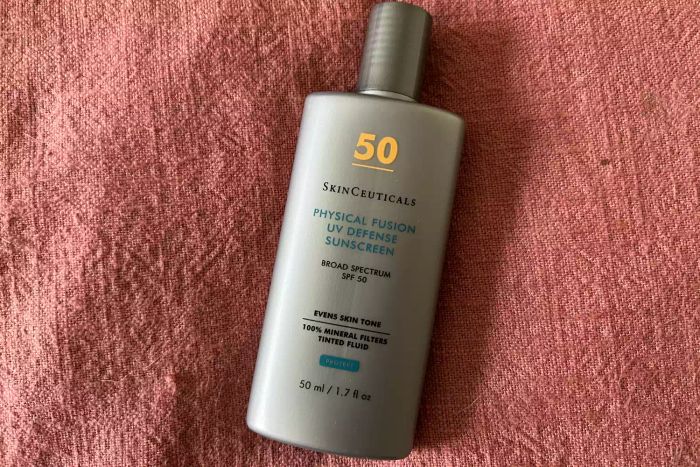 50
SKINCEUTICALS
PHYSICAL FUSION
UV DEFENSE
SUNSCREEN
BROAD SPECTRUM
SPF 50
EVENS SKIN TONE
100% MINERAL FILTERS
TINTED FLUID
PROTECT
50 ml / 1.7 fl oz